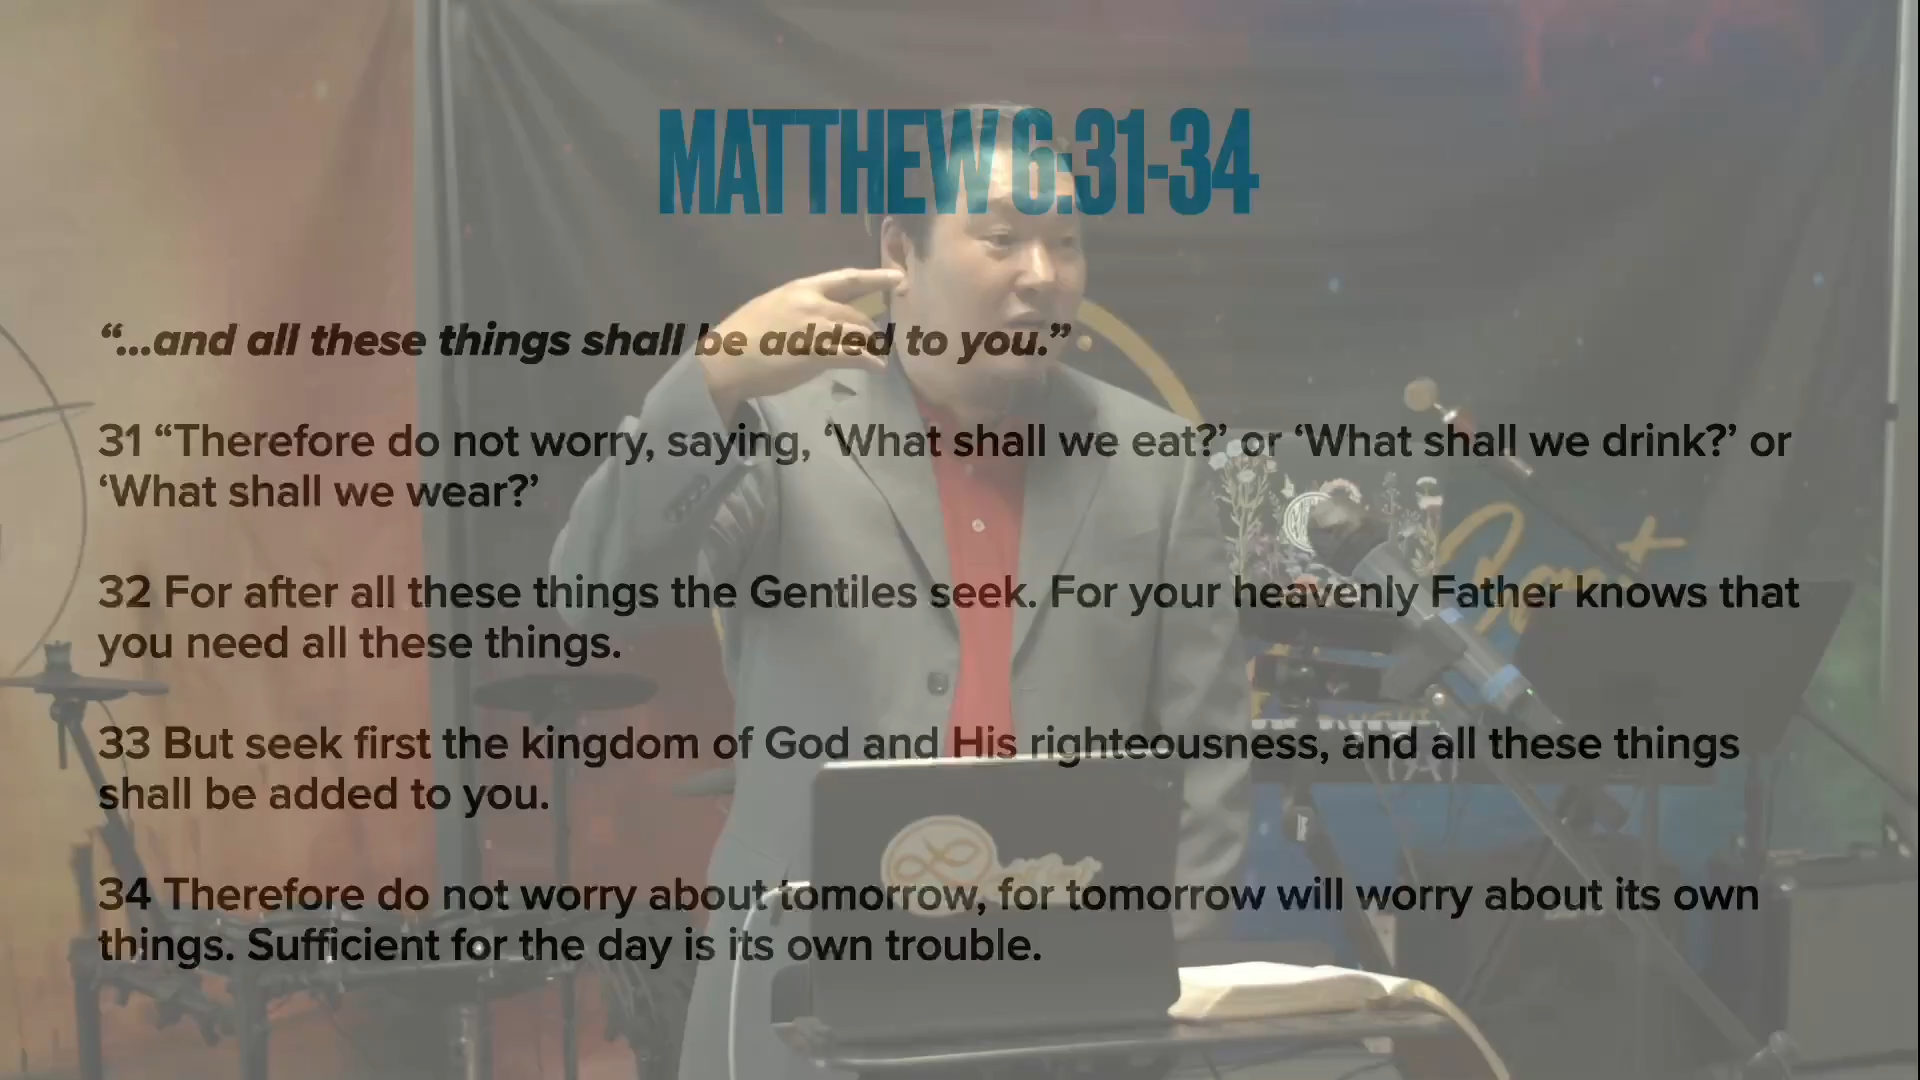 MATTHEW 6:31-34
“...and all these things shall be added to you.”
31 “Therefore do not worry, saying, ‘What shall we eat?’ or ‘What shall we drink?’ or
‘What shall we wear?’
32 For after all these things the Gentiles seek. For your heavenly Father knows that
you need all these things.
33 But seek first the kingdom of God and His righteousness, and all these things
shall be added to you.
34 Therefore do not worry about tomorrow, for tomorrow will worry about its own
things. Sufficient for the day is its own trouble.